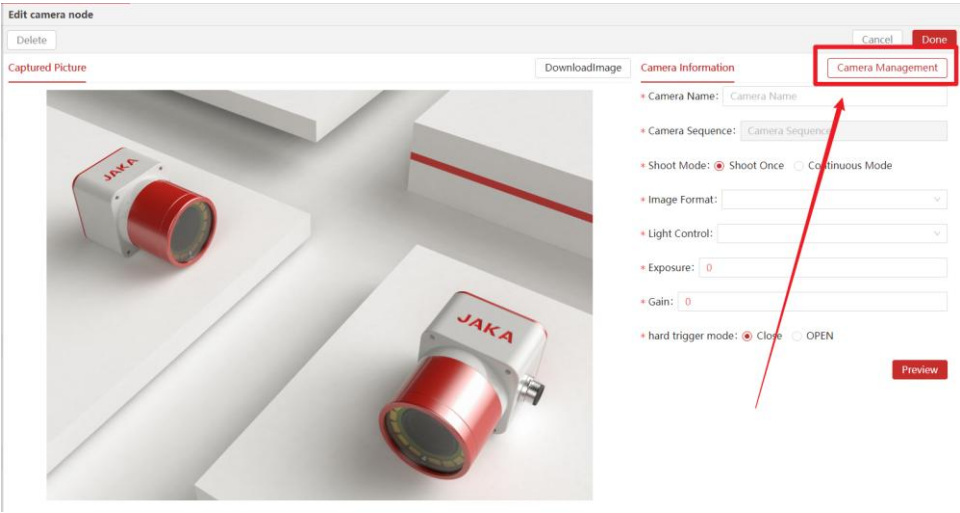 Edit camera node
Delete
Cancel
Done
Captured Picture
DownloadImage
Camera Information
Camera Management
* Camera Name: Camera Name
* Camera Sequence: Camera Sequence
* Shoot Mode: Shoot Once Continuous Mode
* Image Format:
* Light Control:
* Exposure: 0
* Gain: 0
* hard trigger mode: Close OPEN
Preview
JAKA
JAKA